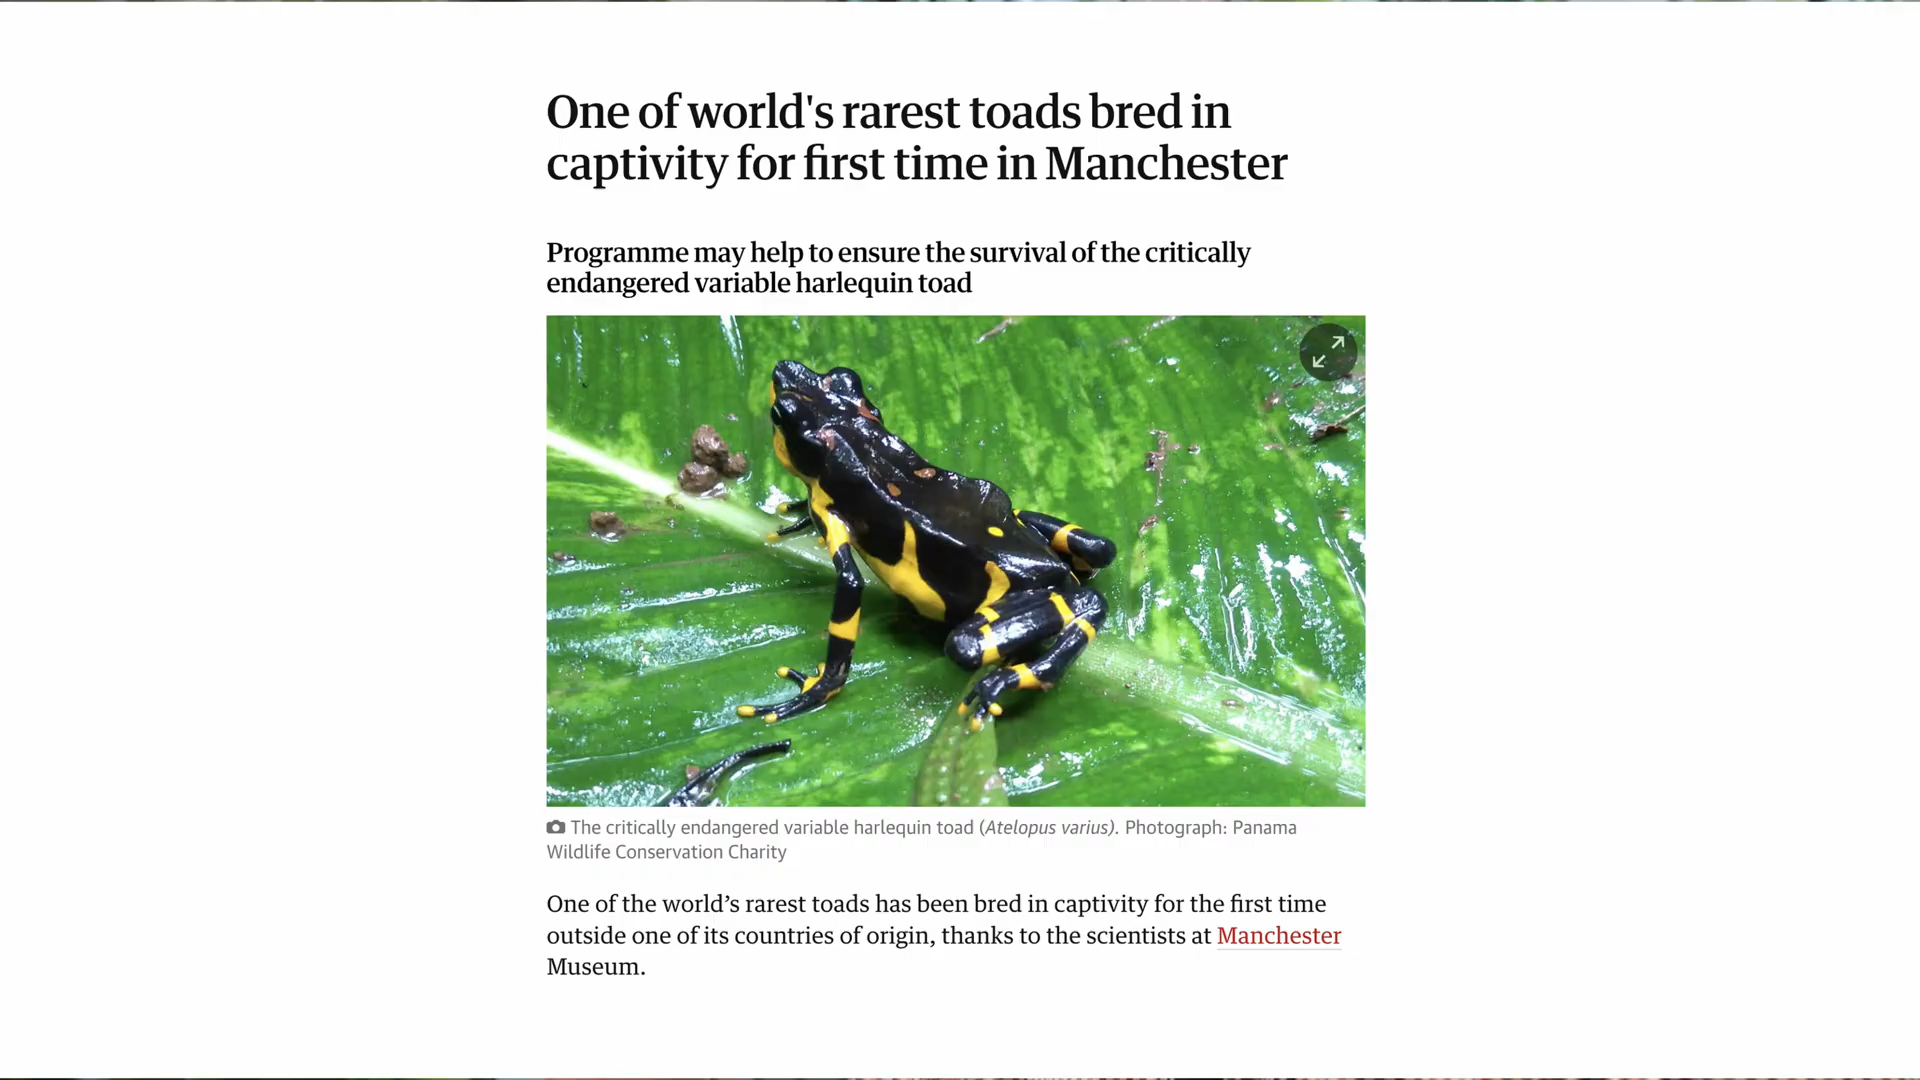 One of world's rarest toads bred in
captivity for first time in Manchester
Programme may help to ensure the survival of the critically
endangered variable harlequin toad
The critically endangered variable harlequin toad (Atelopus varius). Photograph: Panama
Wildlife Conservation Charity
One of the world’s rarest toads has been bred in captivity for the first time
outside one of its countries of origin, thanks to the scientists at Manchester
Museum.